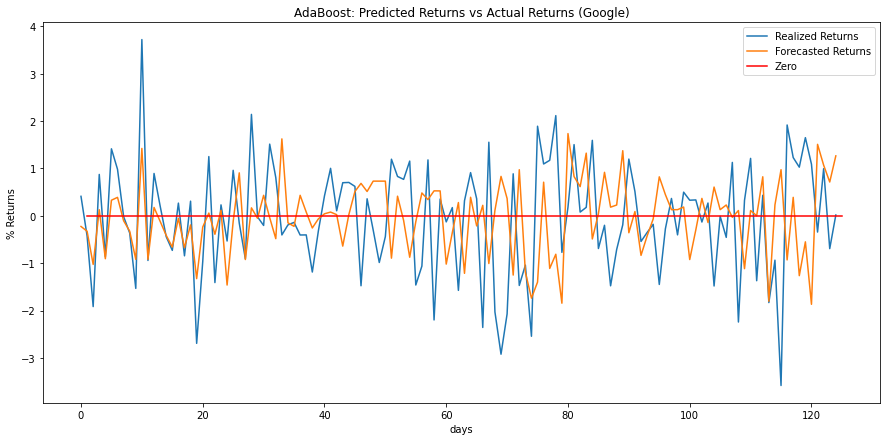 AdaBoost: Predicted Returns vs Actual Returns (Google)
Realized Returns
Forecasted Returns
Zero
% Returns
4
3
2
1
0
−1
−2
−3
0 20 40 60 80 100 120
days